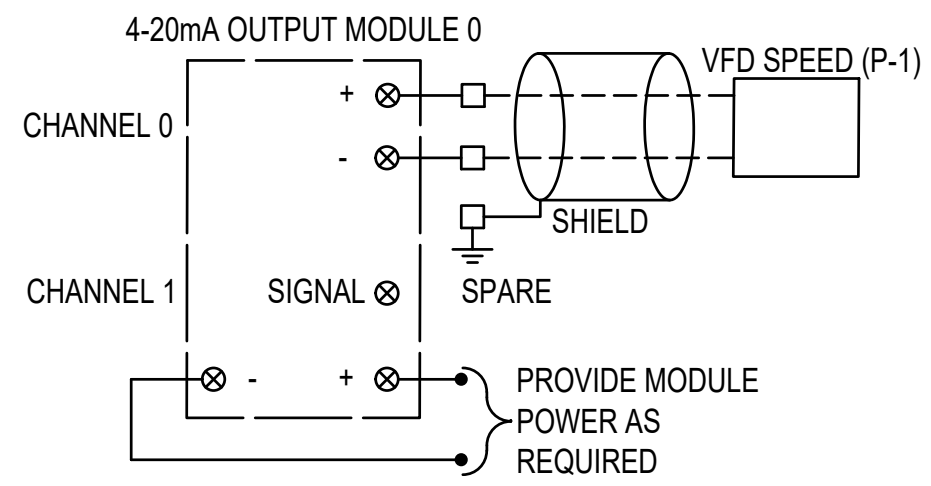 4-20mA OUTPUT MODULE 0
VFD SPEED (P-1)
+
CHANNEL 0
-
SHIELD
CHANNEL 1
SIGNAL
SPARE
-
+
PROVIDE MODULE
POWER AS
REQUIRED